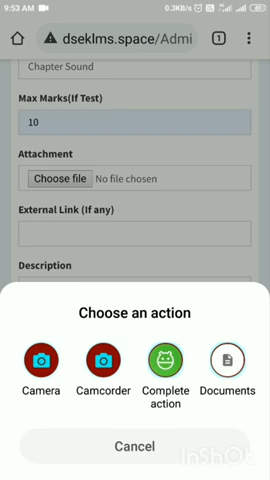 9:53 AM
0.3KB/s
dseklms.space/Admi
1
Chapter Sound
Max Marks(If Test)
10
Attachment
Choose file No file chosen
External Link (If any)
Description
Choose an action
Camera Camcorder Complete action Documents
Cancel
InShOt